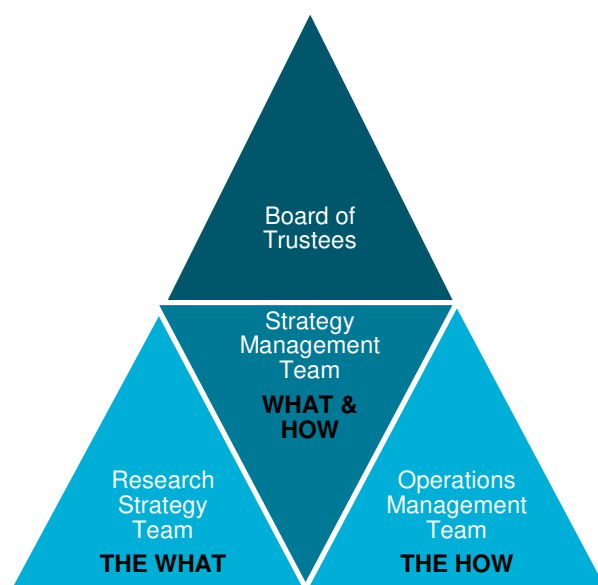 Board of
Trustees
Strategy
Management
Team
WHAT &
HOW
Research
Strategy
Team
THE WHAT
Operations
Management
Team
THE HOW